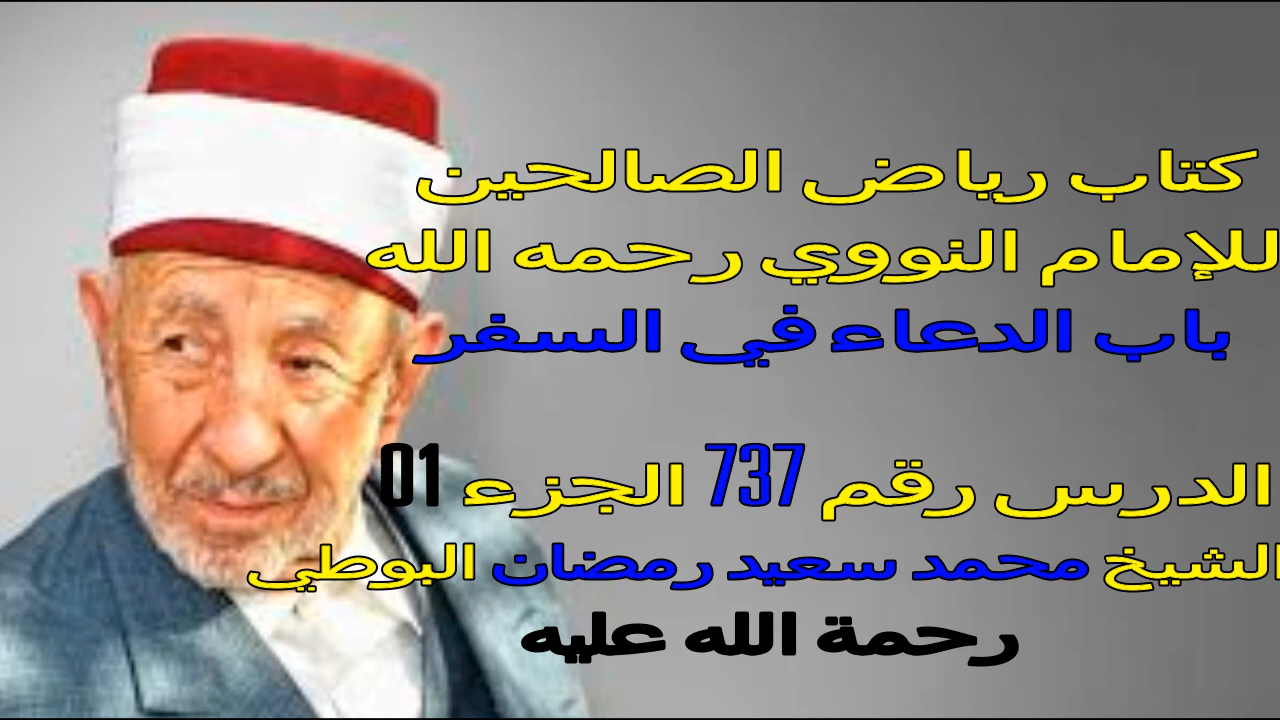 كتاب رياض الصالحين
للإمام النووي رحمه الله
باب الدعاء في السفر
الدرس رقم 737 الجزء 01
الشيخ محمد سعيد رمضان البوطي
رحمة الله عليه